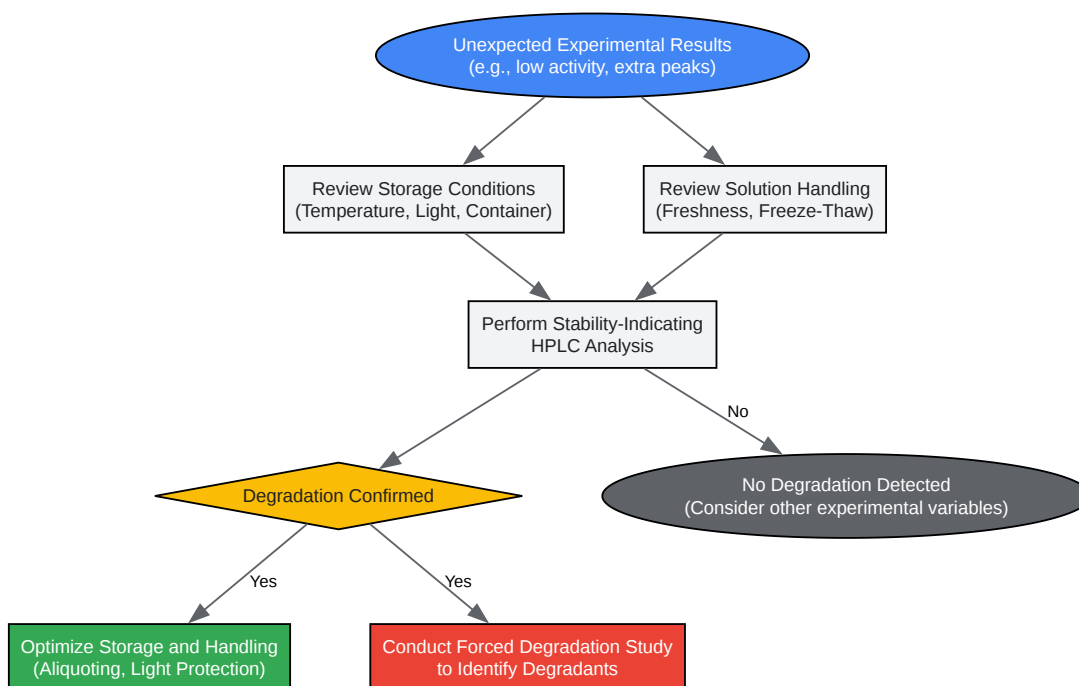 Unexpected Experimental Results
(e.g., low activity, extra peaks)
Review Storage Conditions
(Temperature, Light, Container)
Review Solution Handling
(Freshness, Freeze-Thaw)
Perform Stability-Indicating
HPLC Analysis
No
Degradation Confirmed
No Degradation Detected
(Consider other experimental variables)
Yes
Yes
Optimize Storage and Handling
(Aliquoting, Light Protection)
Conduct Forced Degradation Study
to Identify Degradants